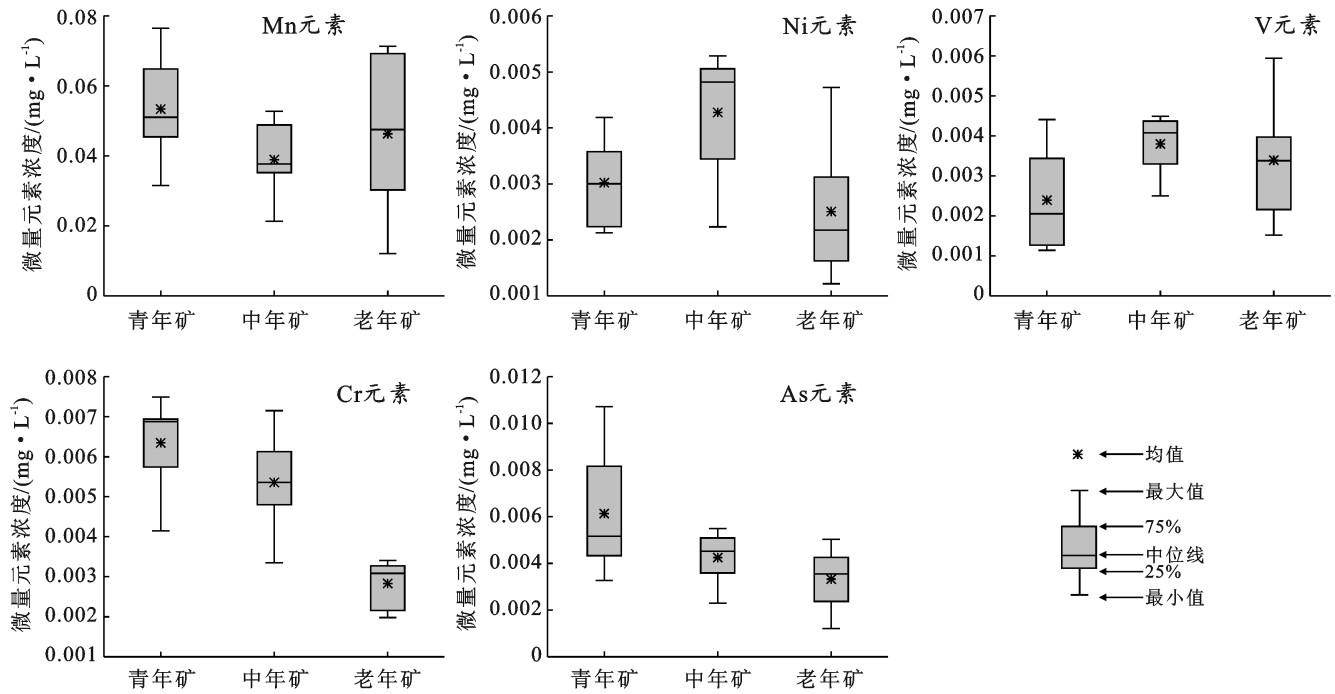 Mn元素
微量元素浓度/(mg·L⁻¹)
0.08
0.06
0.04
0.02
0
青年矿 中年矿 老年矿
Ni元素
微量元素浓度/(mg·L⁻¹)
0.006
0.005
0.004
0.003
0.002
0.001
青年矿 中年矿 老年矿
V元素
微量元素浓度/(mg·L⁻¹)
0.007
0.006
0.005
0.004
0.003
0.002
0.001
0
青年矿 中年矿 老年矿
Cr元素
微量元素浓度/(mg·L⁻¹)
0.008
0.007
0.006
0.005
0.004
0.003
0.002
0.001
青年矿 中年矿 老年矿
As元素
微量元素浓度/(mg·L⁻¹)
0.012
0.010
0.008
0.006
0.004
0.002
0
青年矿 中年矿 老年矿
均值
最大值
75%
中位线
25%
最小值